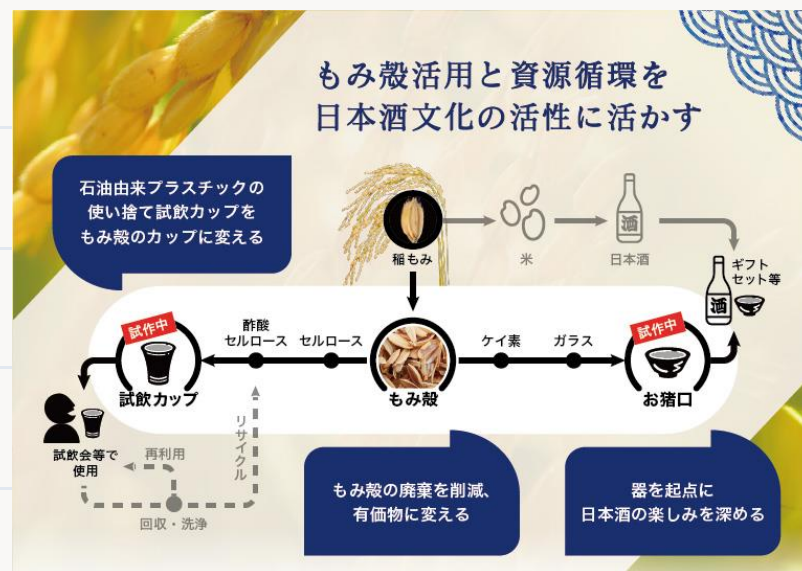 もみ殻活用と資源循環を
日本酒文化の活性に活かす
石油由来プラスチックの
使い捨て試飲カップを
もみ殻のカップに変える
稲もみ
米
酒
日本酒
酒
ギフト
セット等
試作中
試飲カップ
酢酸
セルロース
セルロース
もみ殻
ケイ素
ガラス
試作中
お猪口
試飲会等で
使用
再利用
リサイクル
回収・洗浄
もみ殻の廃棄を削減、
有価物に変える
器を起点に
日本酒の楽しみを深める